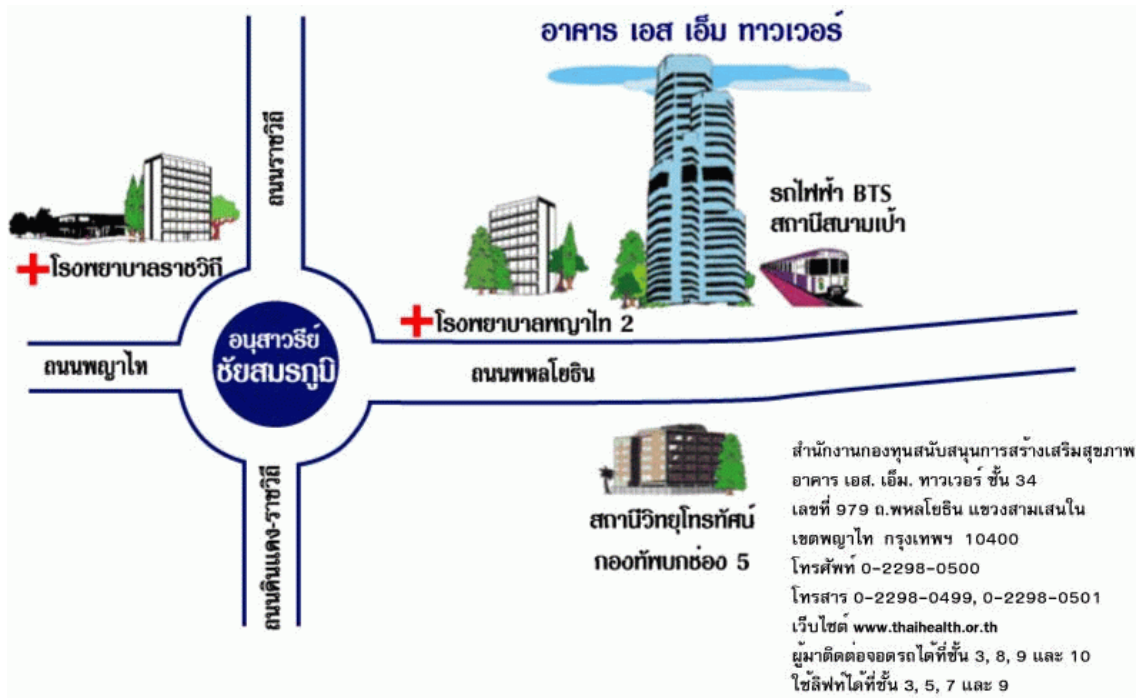 อาคาร เอส เอ็ม ทาวเวอร์
ถนนราชวิถี
รถไฟฟ้า BTS
สถานีสนามเป้า
โรงพยาบาลราชวิถี
โรงพยาบาลพญาไท 2
อนุสาวรีย์
ชัยสมรภูมิ
ถนนพญาไท
ถนนพหลโยธิน
ถนนดินแดง-ราชวิถี
สถานีวิทยุโทรทัศน์
กองทัพบกช่อง 5
สำนักงานกองทุนสนับสนุนการสร้างเสริมสุขภาพ
อาคาร เอส. เอ็ม. ทาวเวอร์ ชั้น 34
เลขที่ 979 ถ.พหลโยธิน แขวงสามเสนใน
เขตพญาไท กรุงเทพฯ 10400
โทรศัพท์ 0-2298-0500
โทรสาร 0-2298-0499, 0-2298-0501
เว็บไซต์ www.thaihealth.or.th
ผู้มาติดต่อจอดรถได้ที่ชั้น 3, 8, 9 และ 10
ใช้ลิฟท์ได้ที่ชั้น 3, 5, 7 และ 9